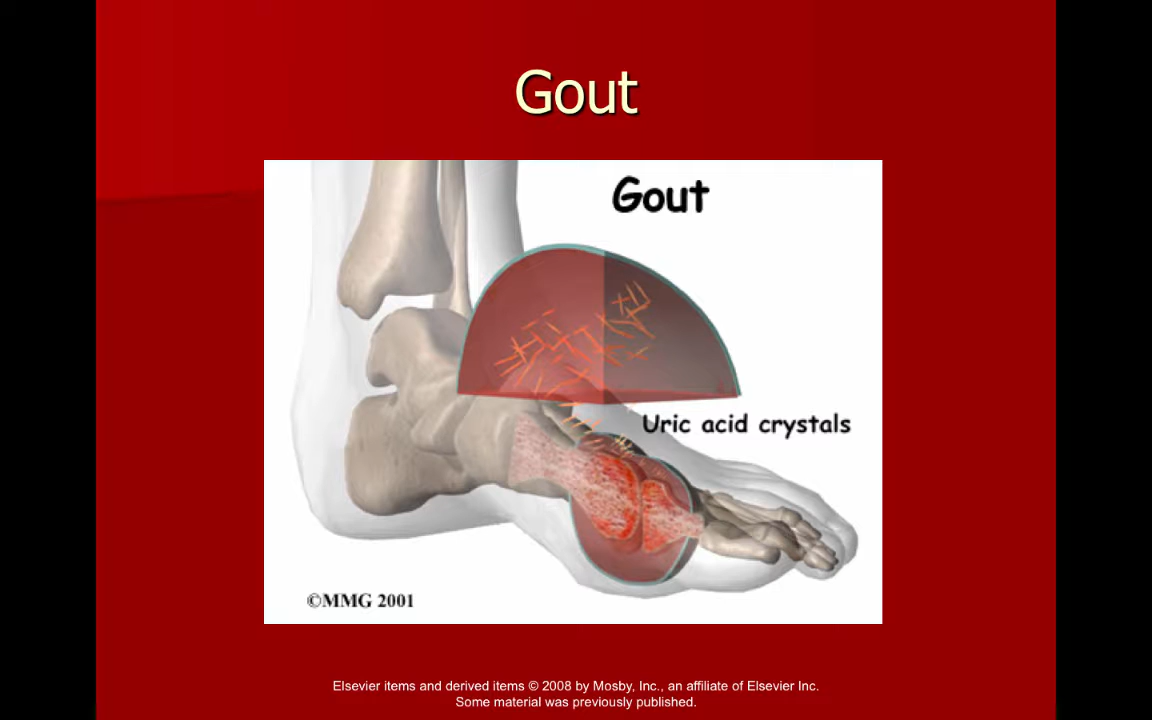 Gout
Gout
Uric acid crystals
©MMG 2001
Elsevier items and derived items © 2008 by Mosby, Inc., an affiliate of Elsevier Inc.
Some material was previously published.